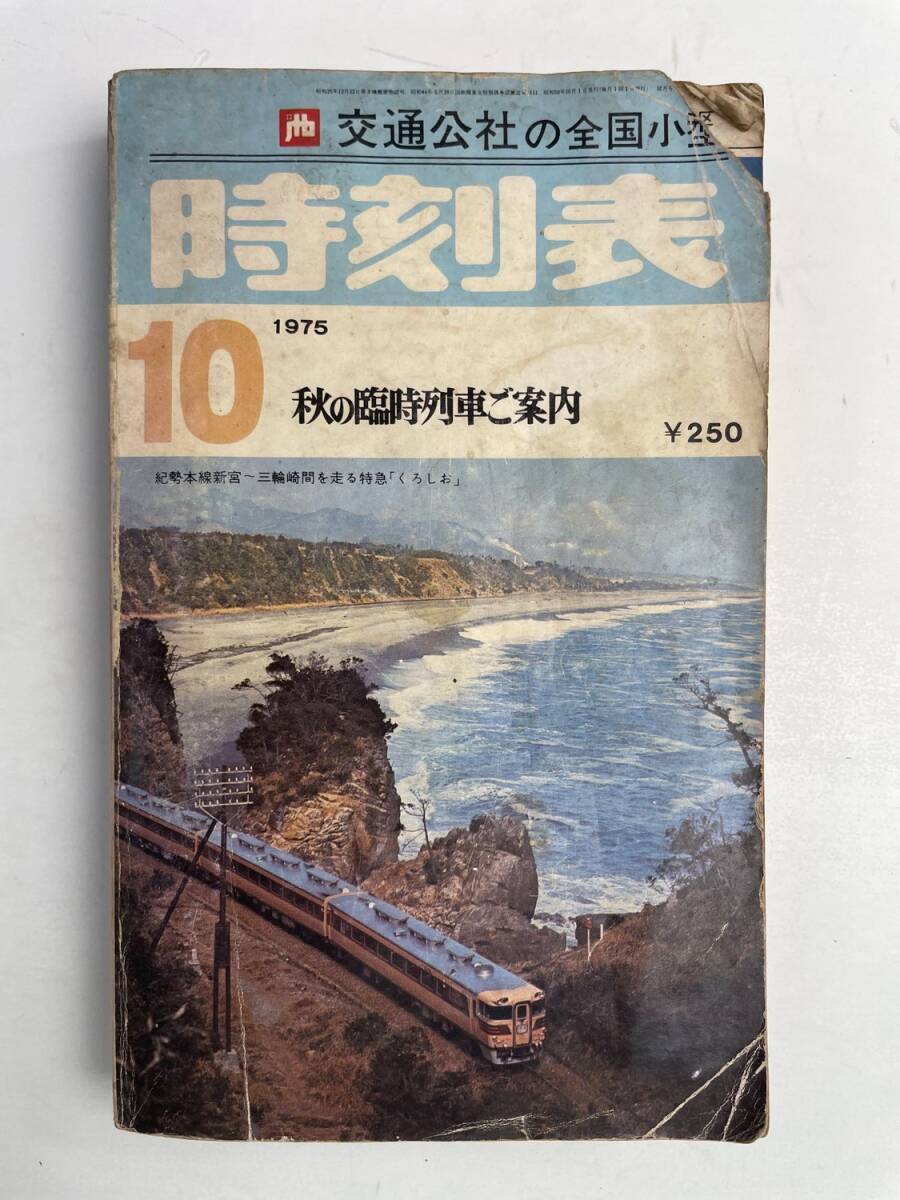 jtb 交通公社の全国小型
時刻表
10 1975
秋の臨時列車ご案内
¥250
紀勢本線新宮〜三輪崎間を走る特急「くろしお」